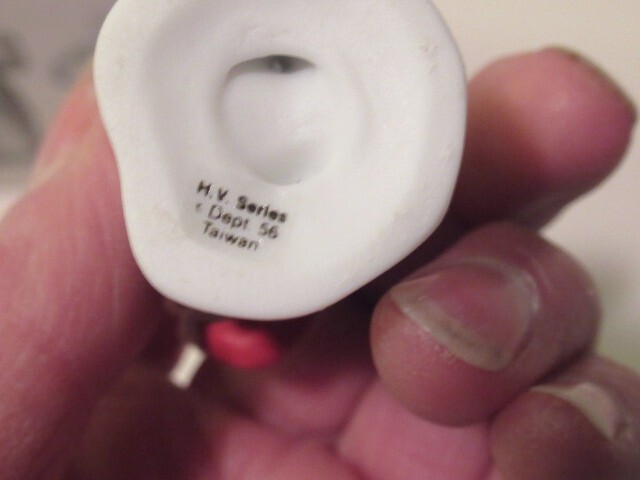 H.V. Series
Dept 56
Taiwan